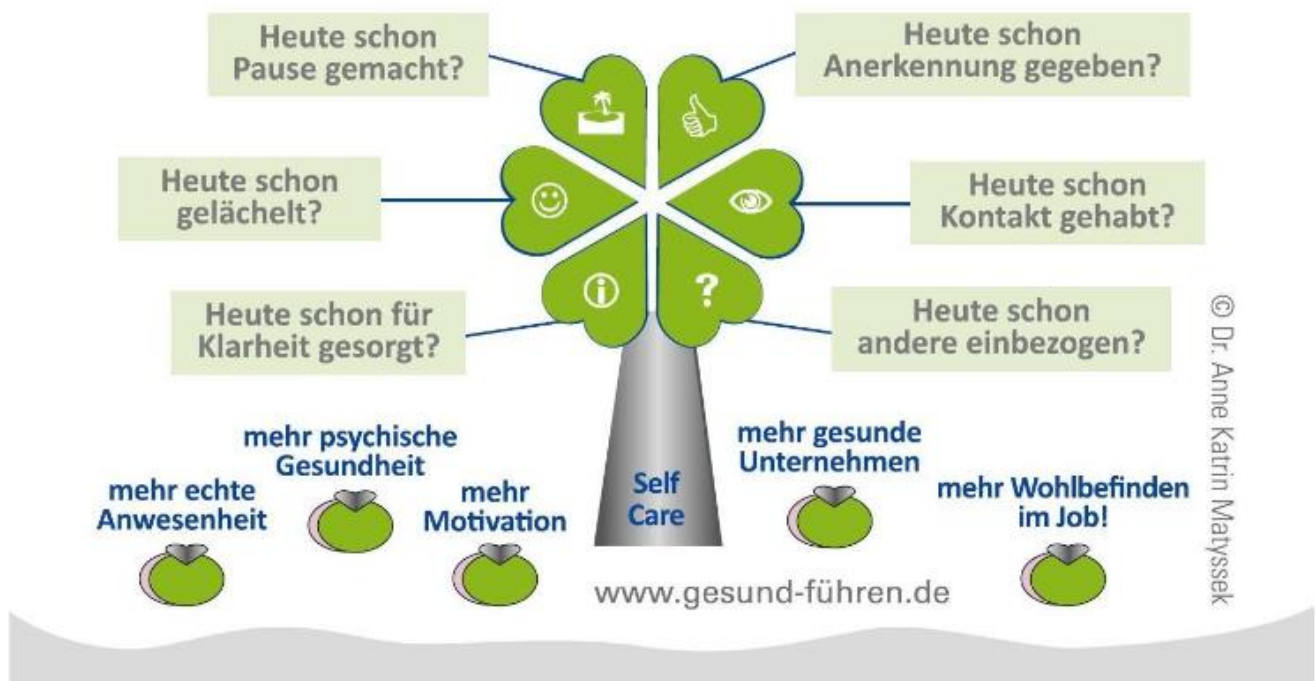 Heute schon
Pause gemacht?
Heute schon
Anerkennung gegeben?
Heute schon
gelächelt?
Heute schon
Kontakt gehabt?
Heute schon für
Klarheit gesorgt?
Heute schon
andere einbezogen?
mehr echte
Anwesenheit
mehr psychische
Gesundheit
mehr
Motivation
Self
Care
mehr gesunde
Unternehmen
mehr Wohlbefinden
im Job!
www.gesund-führen.de
© Dr. Anne Katrin Matyssek